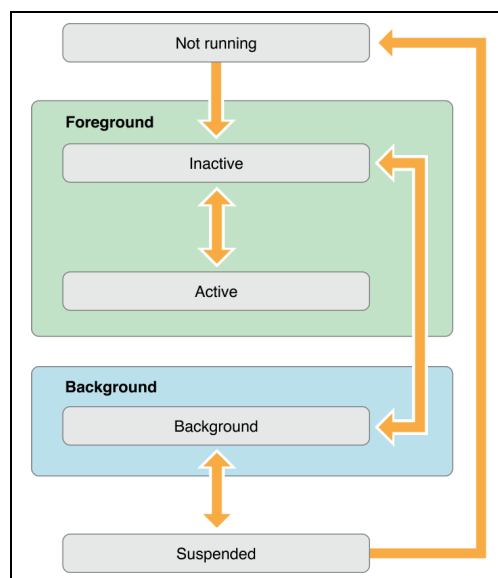 Not running
Foreground
Inactive
Active
Background
Background
Suspended